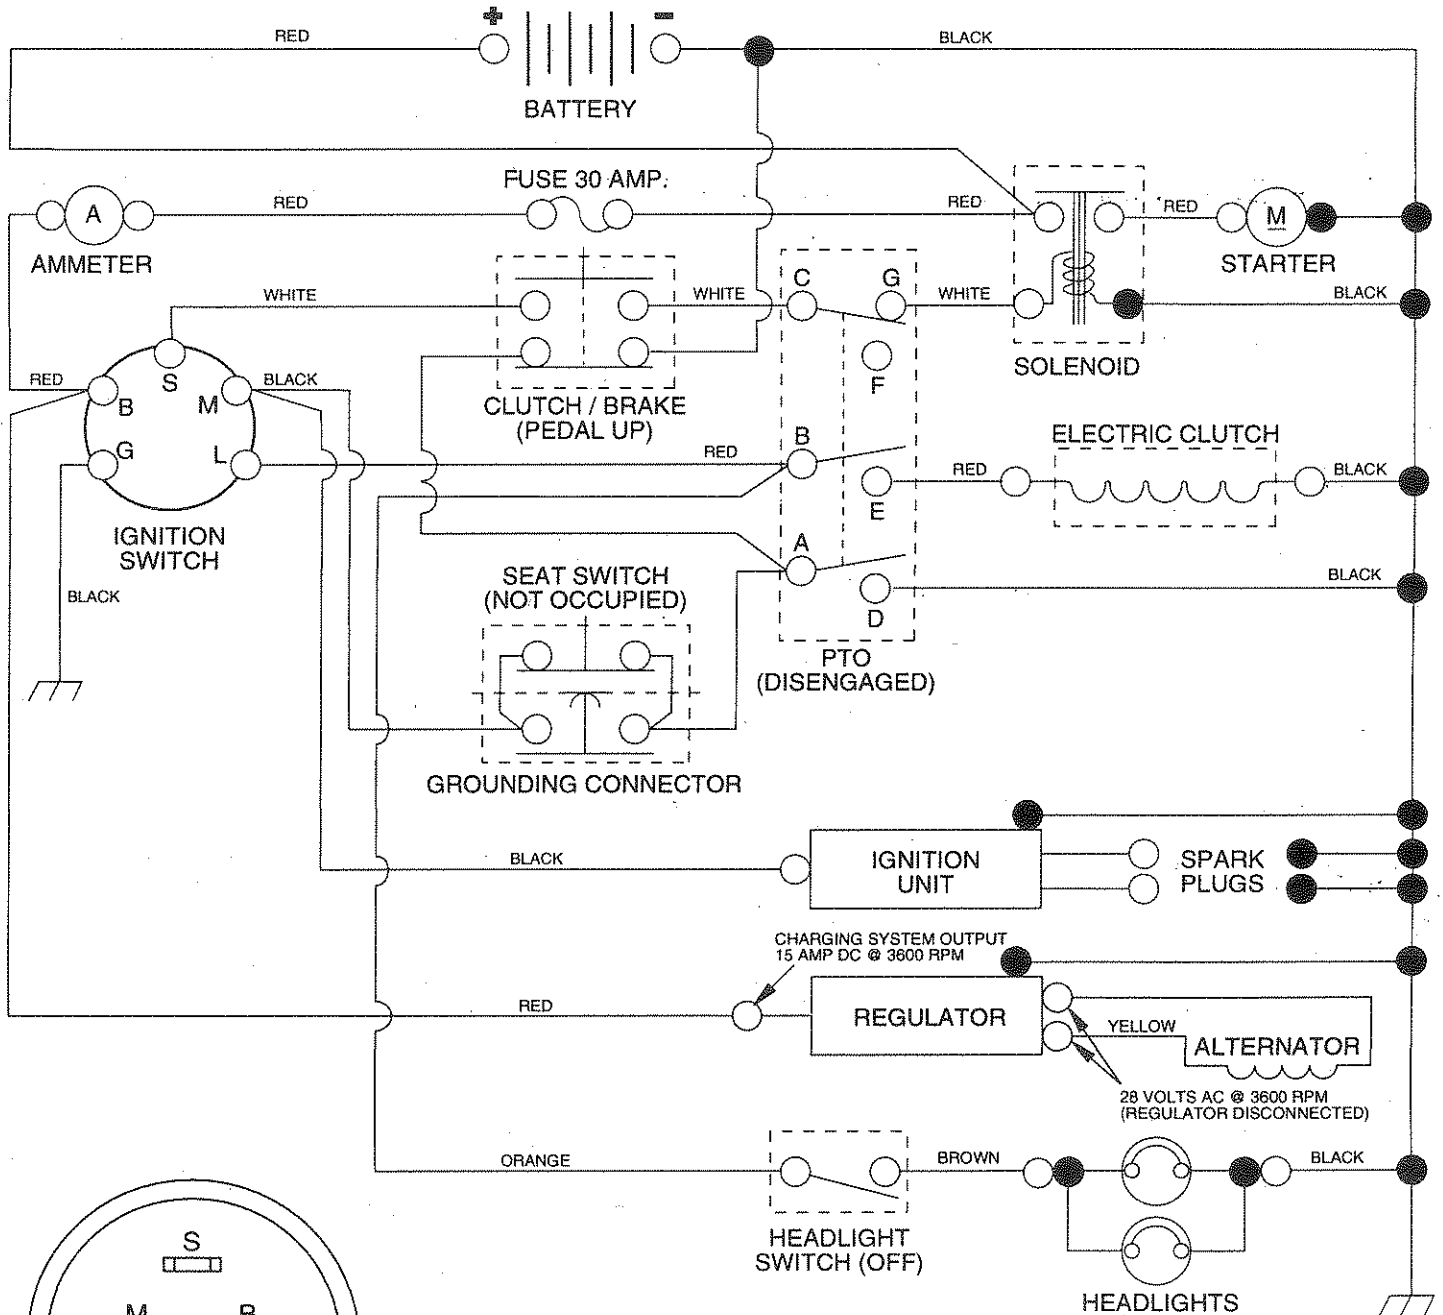 + -
RED
BLACK
BATTERY
FUSE 30 AMP.
RED
RED
A
RED
M
AMMETER
STARTER
WHITE
WHITE
C
G
WHITE
BLACK
F
SOLENOID
S
RED
BLACK
B
M
CLUTCH / BRAKE
(PEDAL UP)
G
L
RED
B
E
RED
ELECTRIC CLUTCH
BLACK
IGNITION
SWITCH
BLACK
A
D
BLACK
SEAT SWITCH
(NOT OCCUPIED)
PTO
(DISENGAGED)
GROUNDING CONNECTOR
BLACK
IGNITION
UNIT
SPARK
PLUGS
CHARGING SYSTEM OUTPUT
15 AMP DC @ 3600 RPM
RED
REGULATOR
YELLOW
ALTERNATOR
28 VOLTS AC @ 3600 RPM
(REGULATOR DISCONNECTED)
ORANGE
BROWN
BLACK
HEADLIGHT
SWITCH (OFF)
HEADLIGHTS
S
M B